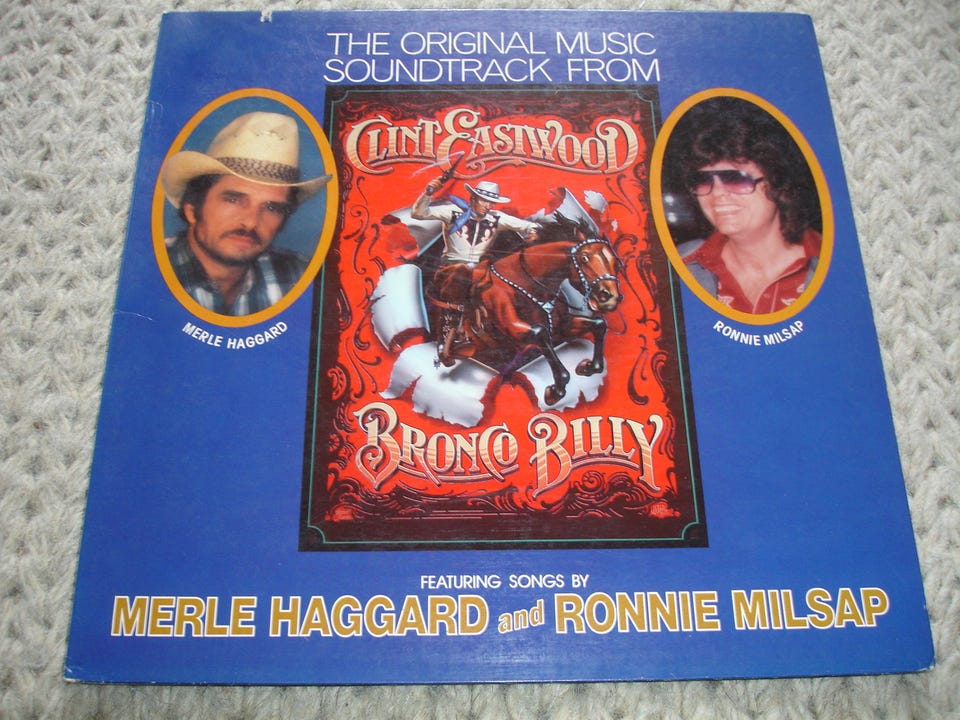 THE ORIGINAL MUSIC
SOUNDTRACK FROM
CLINT EASTWOOD
BRONCO BILLY
MERLE HAGGARD
RONNIE MILSAP
FEATURING SONGS BY
MERLE HAGGARD and RONNIE MILSAP